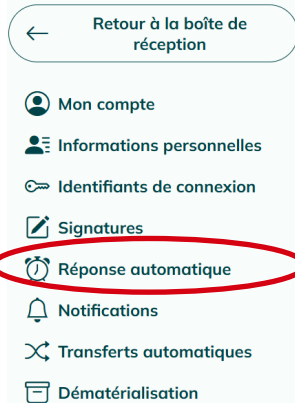 Retour à la boîte de
réception
Mon compte
Informations personnelles
Identifiants de connexion
Signatures
Réponse automatique
Notifications
Transferts automatiques
Dématérialisation